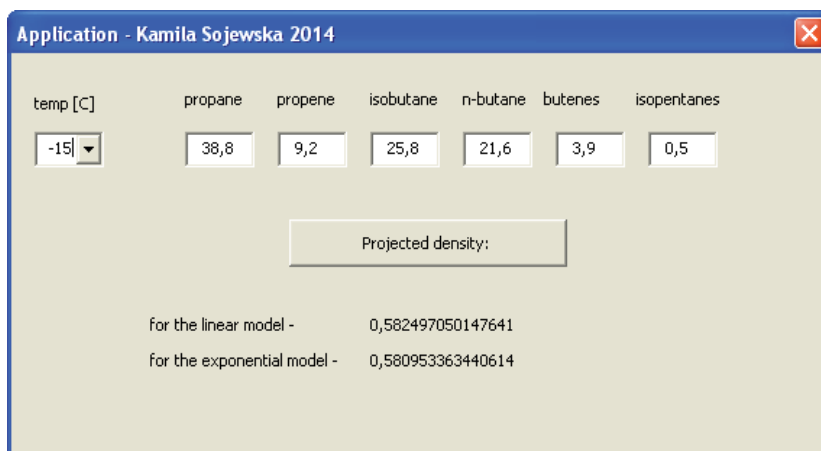 Application - Kamila Sojewska 2014
temp [C] propane propene isobutane n-butane butenes isopentanes
-15 38,8 9,2 25,8 21,6 3,9 0,5
Projected density:
for the linear model - 0,582497050147641
for the exponential model - 0,580953363440614